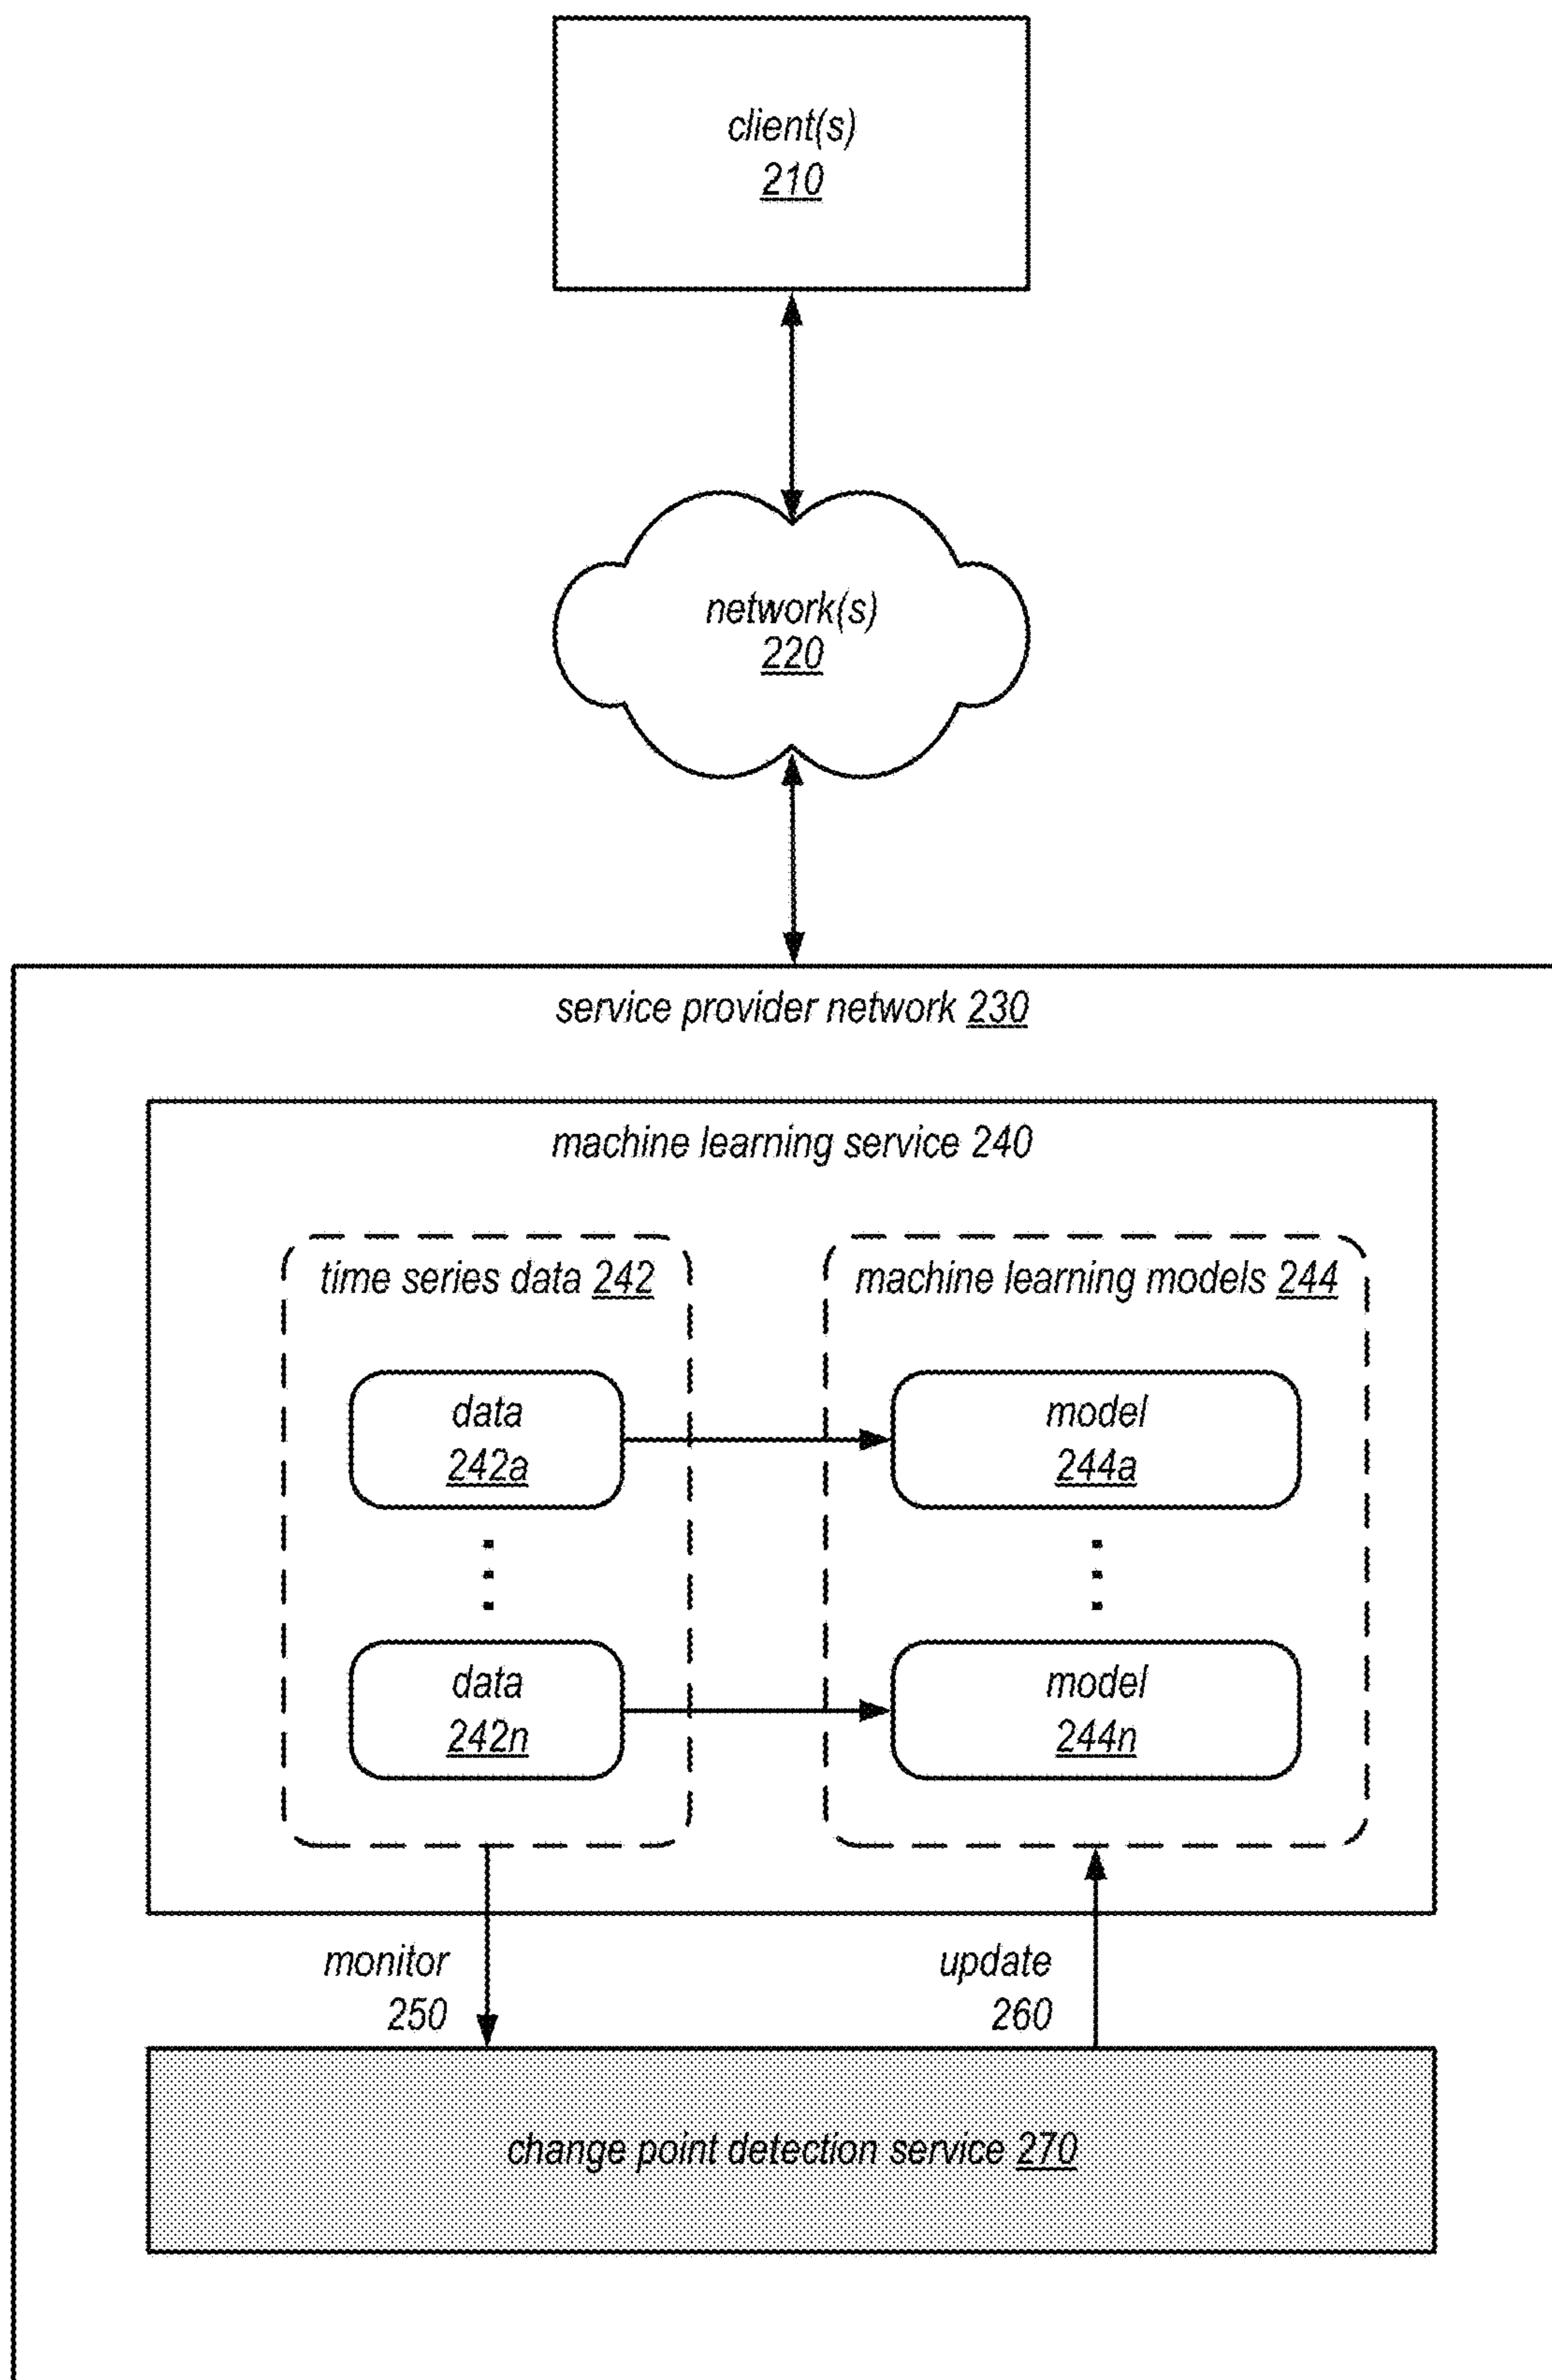 client(s)
210
network(s)
220
service provider network 230
machine learning service 240
time series data 242
machine learning models 244
data
242a
model
244a
data
242n
model
244n
monitor
250
update
260
change point detection service 270